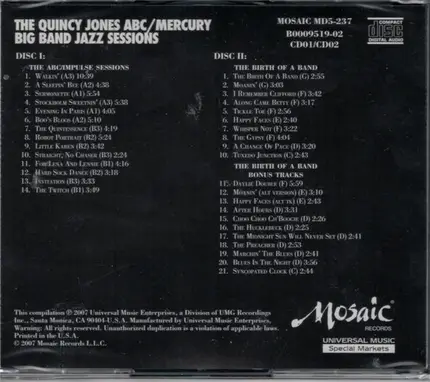 THE QUINCY JONES ABC/MERCURY
BIG BAND JAZZ SESSIONS
MOSAIC MD5-237
B0009519-02
CD01/CD02
COMPACT
disc
DIGITAL AUDIO
DISC I:
THE ABC/IMPULSE SESSIONS
1. WALKIN' (A3) 10:39
2. A SLEEPIN' BEE (A2) 4:38
3. SERMONETTE (A1) 5:54
4. STOCKHOLM SWEETNIN' (A3) 5:38
5. EVENING IN PARIS (A1) 4:05
6. BOO'S BLOOS (A2) 5:10
7. THE QUINTESSENCE (B3) 4:19
8. ROBOT PORTRAIT (B2) 5:24
9. LITTLE KAREN (B2) 3:42
10. STRAIGHT, NO CHASER (B3) 2:24
11. FOR LENA AND LENNIE (B1) 4:16
12. HARD SOCK DANCE (B2) 3:18
13. INVITATION (B3) 3:33
14. THE TWITCH (B1) 3:49
DISC II:
THE BIRTH OF A BAND
1. THE BIRTH OF A BAND (G) 2:55
2. MOANIN' (G) 3:03
3. I REMEMBER CLIFFORD (F) 3:42
4. ALONG CAME BETTY (F) 3:17
5. TICKLE TOE (F) 2:56
6. HAPPY FACES (E) 2:40
7. WHISPER NOT (F) 3:22
8. THE GYPSY (F) 4:04
9. A CHANGE OF PACE (D) 3:20
10. TUXEDO JUNCTION (C) 2:43
THE BIRTH OF A BAND
BONUS TRACKS
11. DAYLIE DOUBLE (F) 5:59
12. MOANIN' (ALT VERSION) (E) 3:10
13. HAPPY FACES (ALT TK) (E) 2:43
14. AFTER HOURS (D) 3:31
15. CHOO CHOO CH'BOOGIE (D) 2:26
16. THE HUCKLEBUCK (D) 2:25
17. THE MIDNIGHT SUN WILL NEVER SET (D) 2:41
18. THE PREACHER (D) 2:53
19. MARCHIN' THE BLUES (D) 2:41
20. BLUES IN THE NIGHT (D) 3:56
21. SYNCOPATED CLOCK (C) 2:44
This compilation ℗ 2007 Universal Music Enterprises, a Division of UMG Recordings
Inc., Santa Monica, CA 90404-U.S.A. Manufactured by Universal Music Enterprises,
Warning: All rights reserved. Unauthorized duplication is a violation of applicable laws.
Printed in the U.S.A.
© 2007 Mosaic Records L.L.C.
Mosaic
RECORDS
UNIVERSAL MUSIC
Special Markets